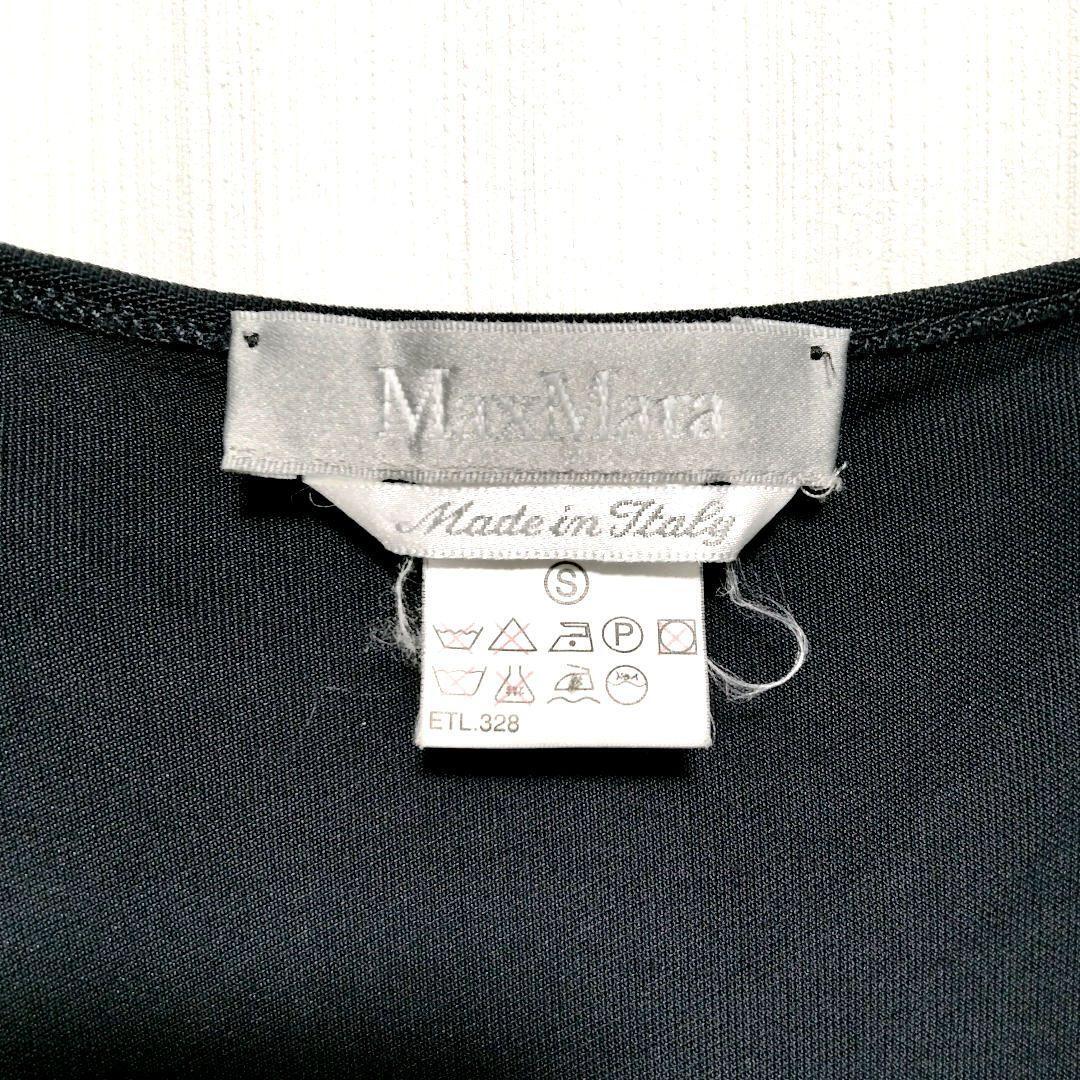 MaxMara
Made in Italy
S
P
ETL.328